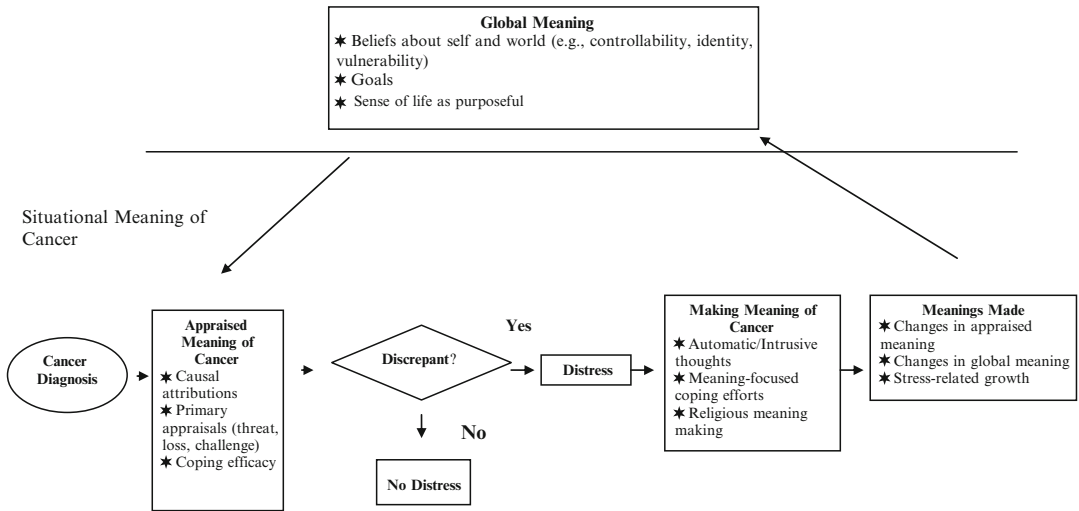 Global Meaning
✶ Beliefs about self and world (e.g., controllability, identity,
vulnerability)
✶ Goals
✶ Sense of life as purposeful
Situational Meaning of
Cancer
Cancer
Diagnosis
Appraised
Meaning of
Cancer
✶ Causal
attributions
✶ Primary
appraisals (threat,
loss, challenge)
✶ Coping efficacy
Discrepant?
Yes
No
No Distress
Distress
Making Meaning of
Cancer
✶ Automatic/Intrusive
thoughts
✶ Meaning-focused
coping efforts
✶ Religious meaning
making
Meanings Made
✶ Changes in appraised
meaning
✶ Changes in global meaning
✶ Stress-related growth